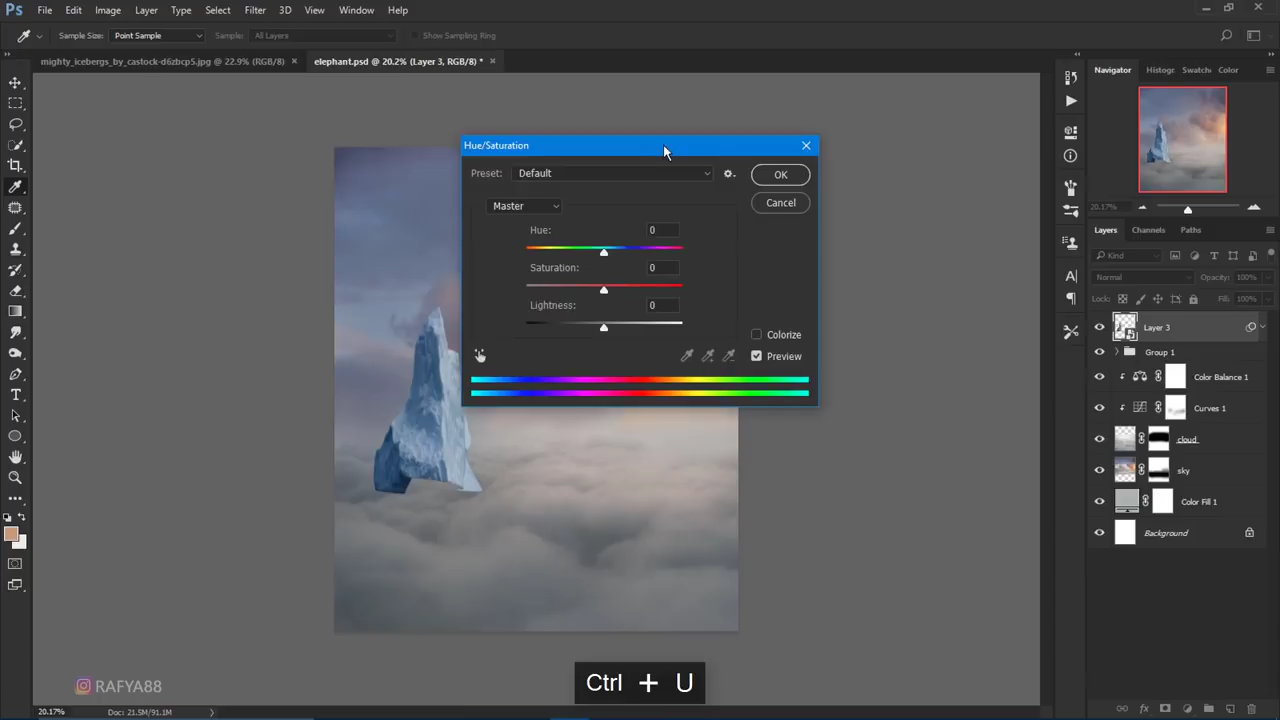 Ps File Edit Image Layer Type Select Filter 3D View Window Help
Sample Size: Point Sample Sample: All Layers Show Sampling Ring
mighty_icebergs_by_castock-d6zbcp5.jpg @ 22.9% (RGB/8) × elephant.psd @ 20.2% (Layer 3, RGB/8) * ×
Navigator Histogr Swatch Color
Hue/Saturation
Preset: Default
OK
Cancel
Master
Hue: 0
Saturation: 0
Lightness: 0
Colorize
Preview
20.17%
Layers Channels Paths
Kind
Normal Opacity: 100%
Lock: Fill: 100%
Layer 3
Group 1
Color Balance 1
Curves 1
cloud
sky
Color Fill 1
Background
RAFYA88
Ctrl + U
20.17% Doc: 21.5M/91.1M